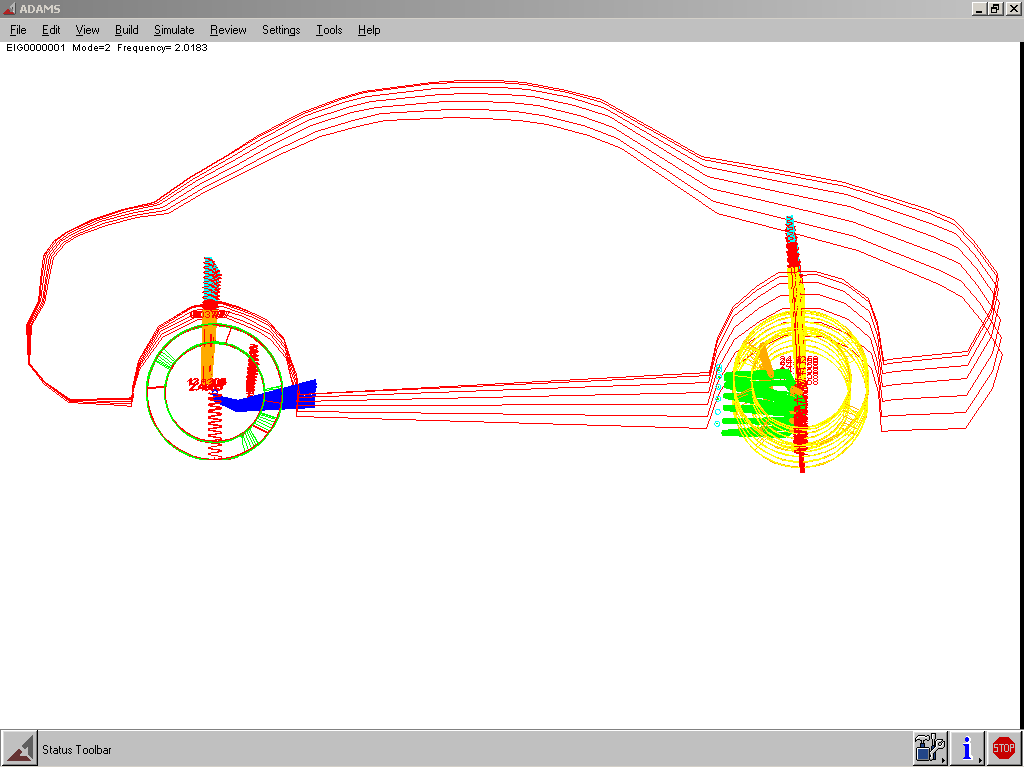 ADAMS
File Edit View Build Simulate Review Settings Tools Help
EIG0000001 Mode=2 Frequency= 2.0183
Status Toolbar
STOP